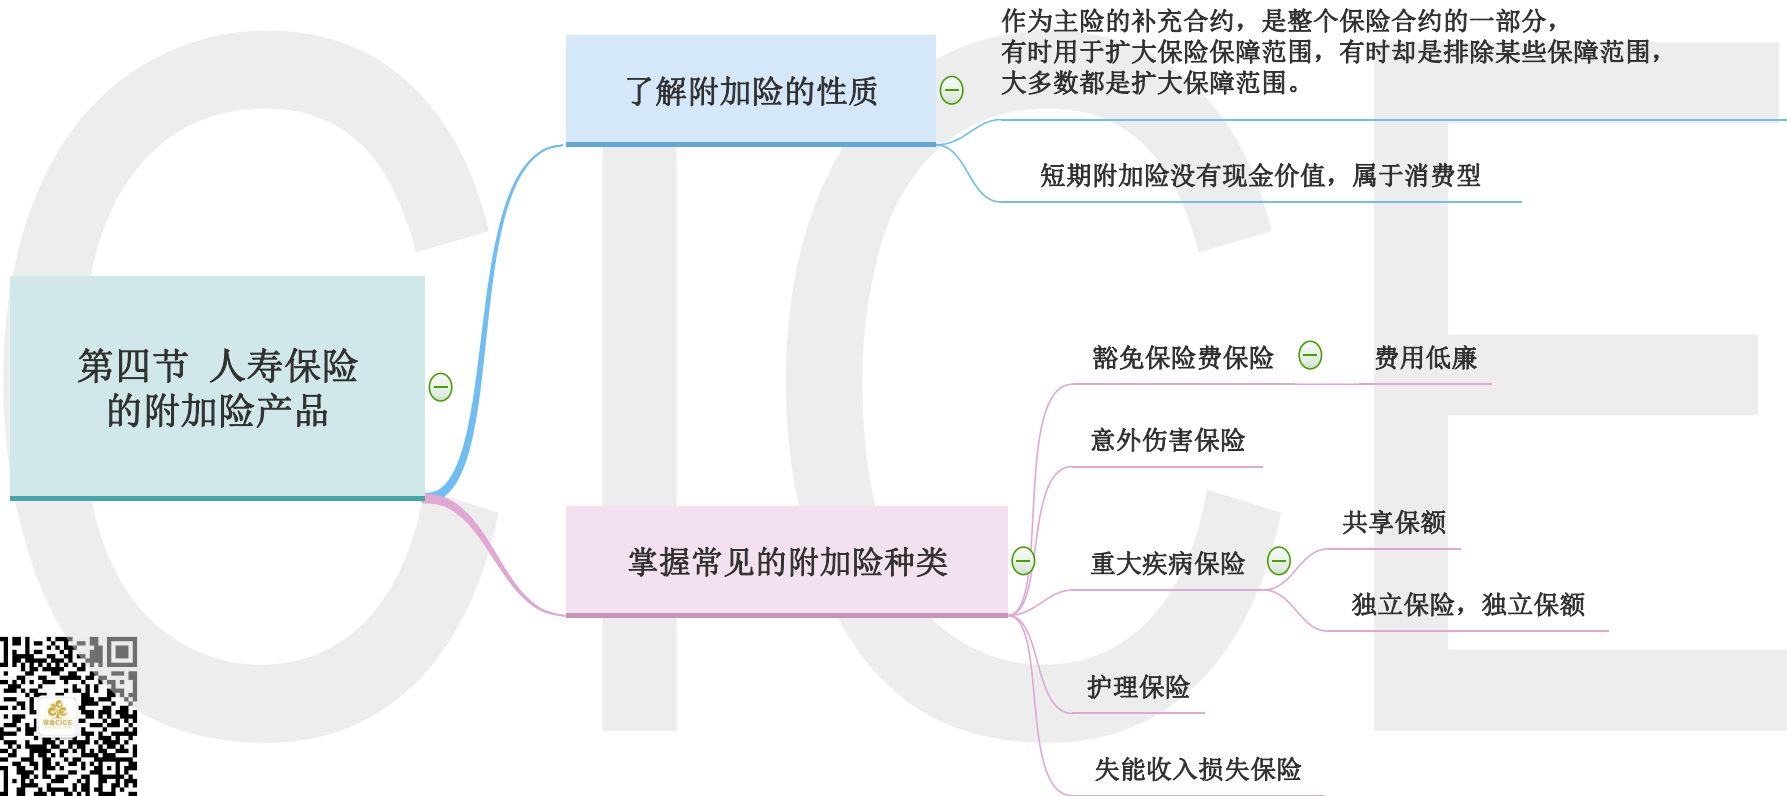 第四节 人寿保险
的附加险产品
了解附加险的性质
作为主险的补充合约，是整个保险合约的一部分，
有时用于扩大保险保障范围，有时却是排除某些保障范围，
大多数都是扩大保障范围。
短期附加险没有现金价值，属于消费型
掌握常见的附加险种类
豁免保险费保险
费用低廉
意外伤害保险
重大疾病保险
共享保额
独立保险，独立保额
护理保险
失能收入损失保险
CICE